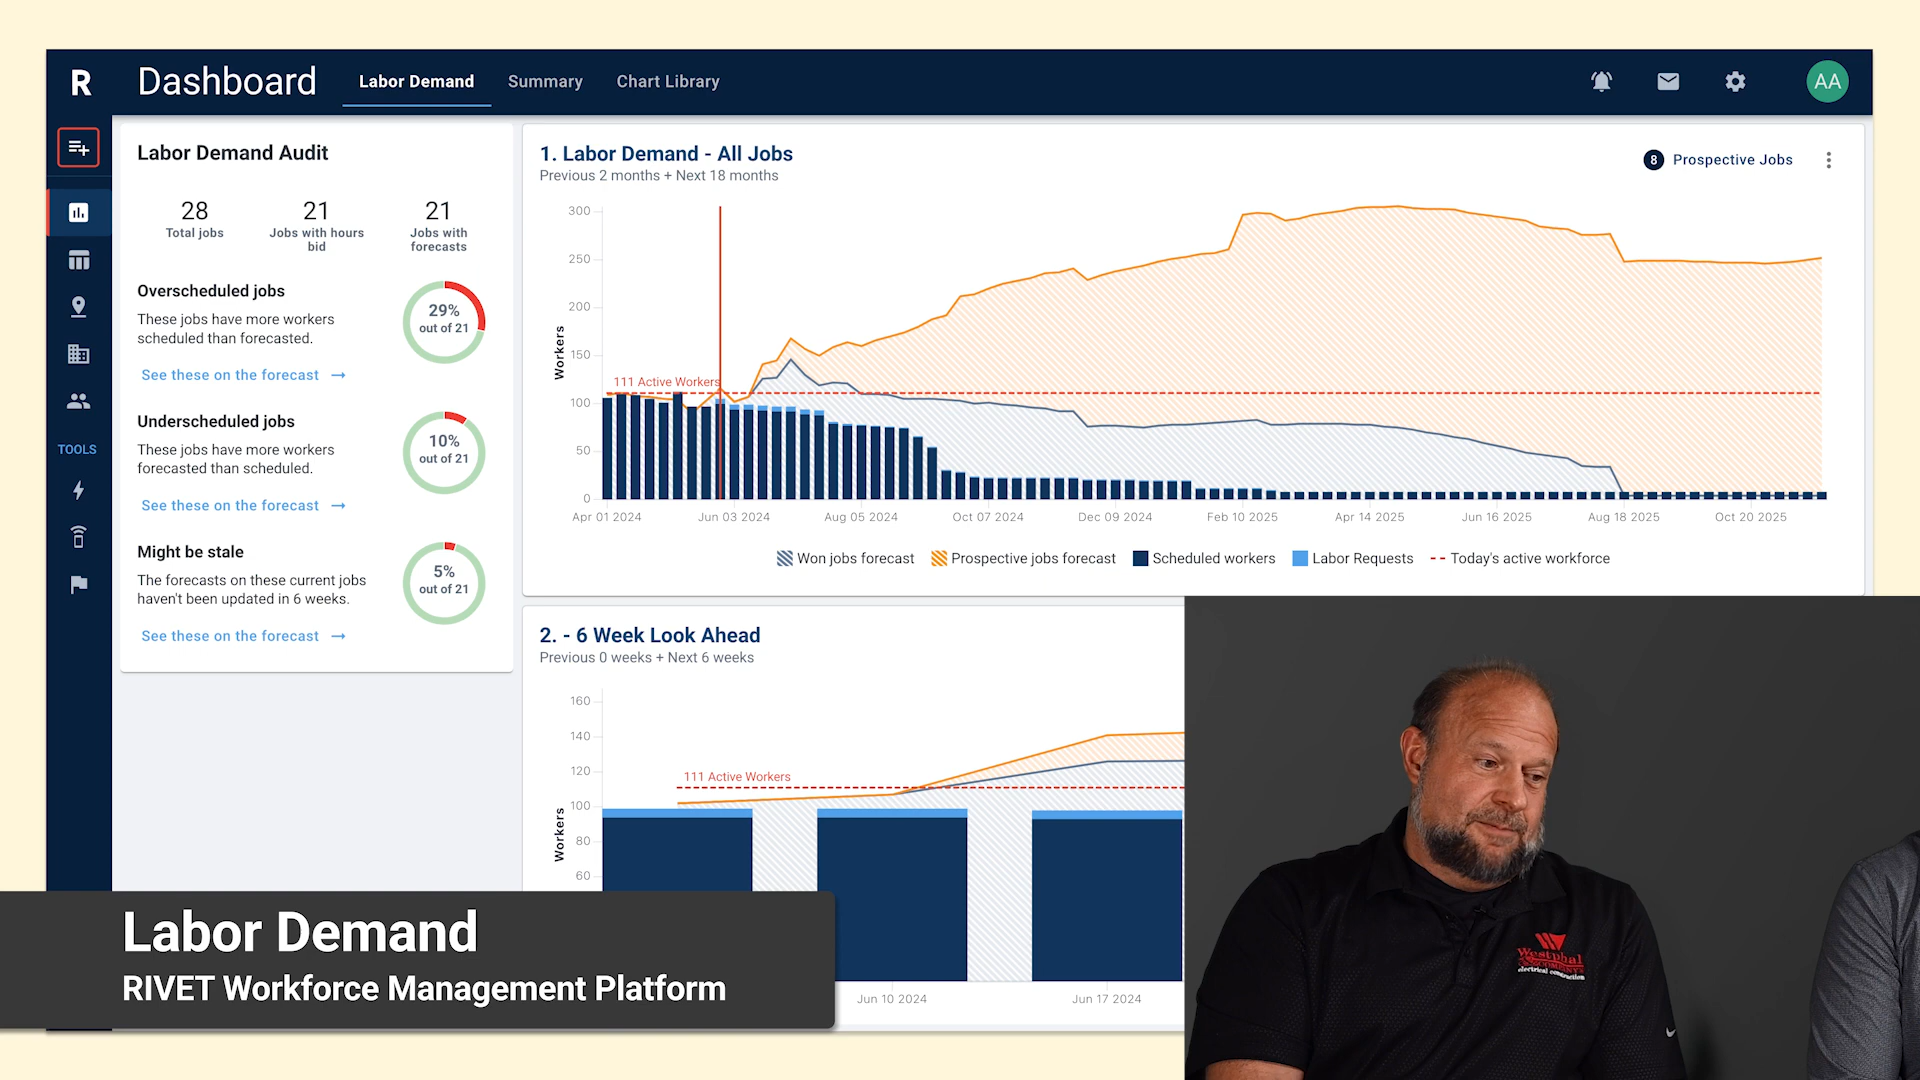 R
Dashboard
Labor Demand
Summary
Chart Library
AA
TOOLS
Labor Demand Audit
28
Total jobs
21
Jobs with hours
bid
21
Jobs with
forecasts
Overscheduled jobs
These jobs have more workers
scheduled than forecasted.
See these on the forecast →
29%
out of 21
Underscheduled jobs
These jobs have more workers
forecasted than scheduled.
See these on the forecast →
10%
out of 21
Might be stale
The forecasts on these current jobs
haven't been updated in 6 weeks.
See these on the forecast →
5%
out of 21
1. Labor Demand - All Jobs
Previous 2 months + Next 18 months
8 Prospective Jobs
Workers
300
250
200
150
100
50
0
111 Active Workers
Apr 01 2024
Jun 03 2024
Aug 05 2024
Oct 07 2024
Dec 09 2024
Feb 10 2025
Apr 14 2025
Jun 16 2025
Aug 18 2025
Oct 20 2025
Won jobs forecast
Prospective jobs forecast
Scheduled workers
Labor Requests
Today's active workforce
2. - 6 Week Look Ahead
Previous 0 weeks + Next 6 weeks
Workers
160
140
120
100
80
60
111 Active Workers
Jun 10 2024
Jun 17 2024
Labor Demand
RIVET Workforce Management Platform
Westphal
& COMPANY
electrical construction